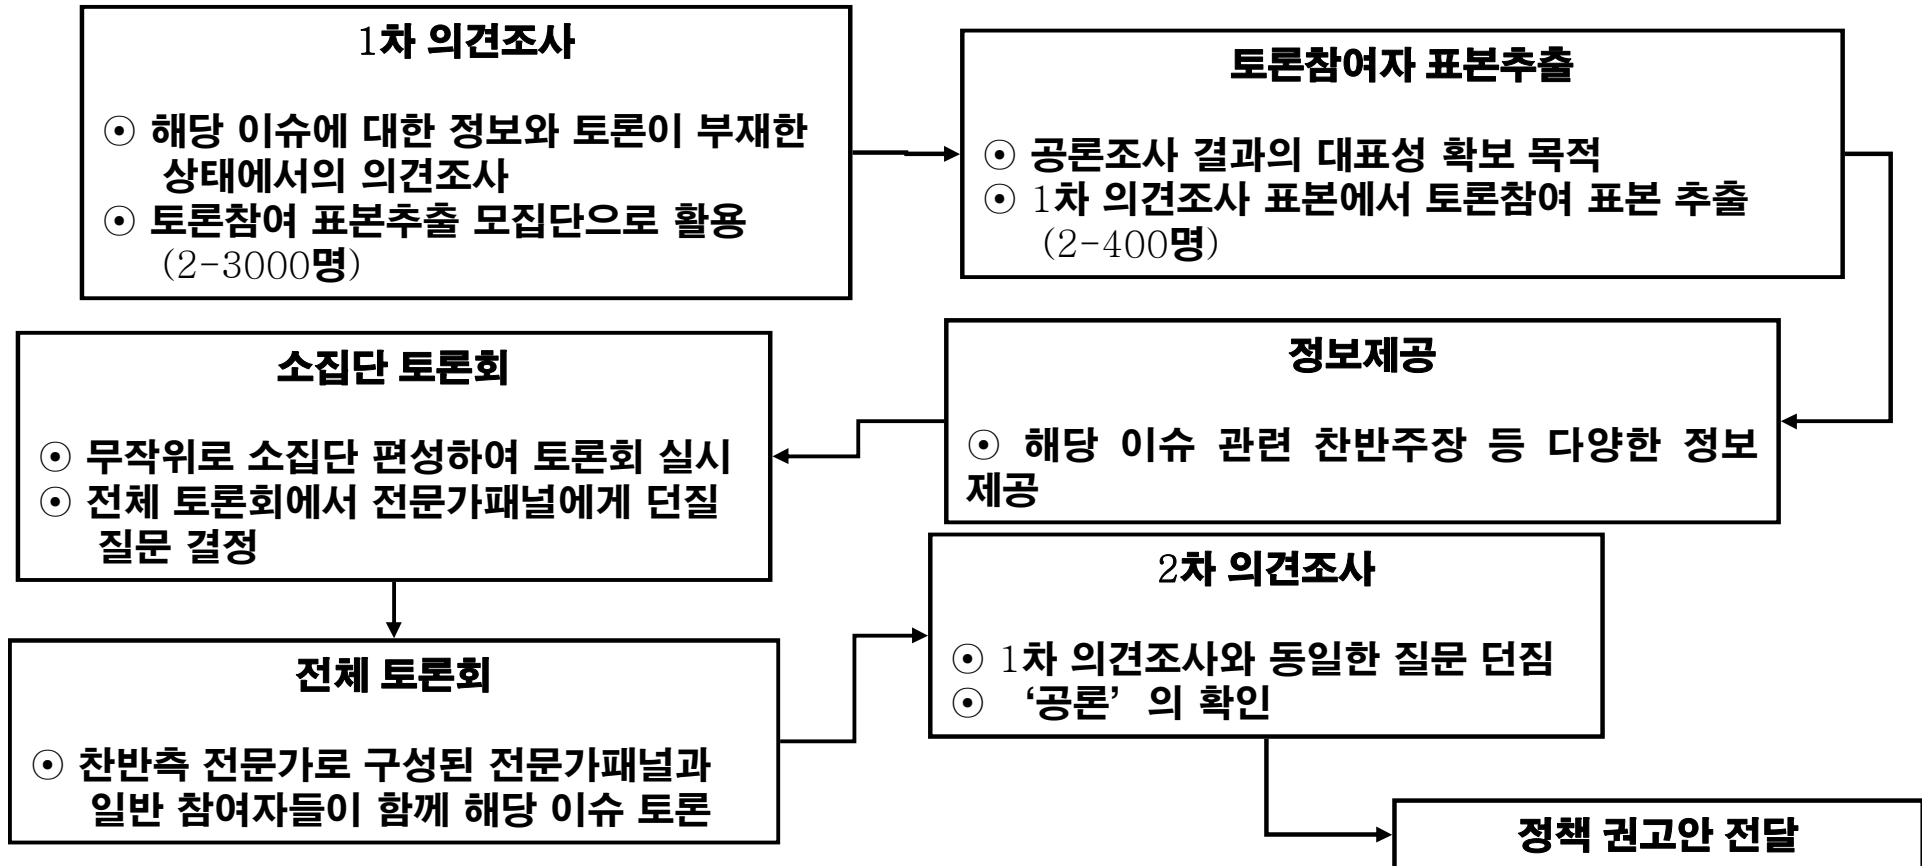 1차 의견조사
⊙ 해당 이슈에 대한 정보와 토론이 부재한
상태에서의 의견조사
⊙ 토론참여 표본추출 모집단으로 활용
(2-3000명)
토론참여자 표본추출
⊙ 공론조사 결과의 대표성 확보 목적
⊙ 1차 의견조사 표본에서 토론참여 표본 추출
(2-400명)
정보제공
⊙ 해당 이슈 관련 찬반주장 등 다양한 정보
제공
소집단 토론회
⊙ 무작위로 소집단 편성하여 토론회 실시
⊙ 전체 토론회에서 전문가패널에게 던질
질문 결정
전체 토론회
⊙ 찬반측 전문가로 구성된 전문가패널과
일반 참여자들이 함께 해당 이슈 토론
2차 의견조사
⊙ 1차 의견조사와 동일한 질문 던짐
⊙ ‘공론’의 확인
정책 권고안 전달